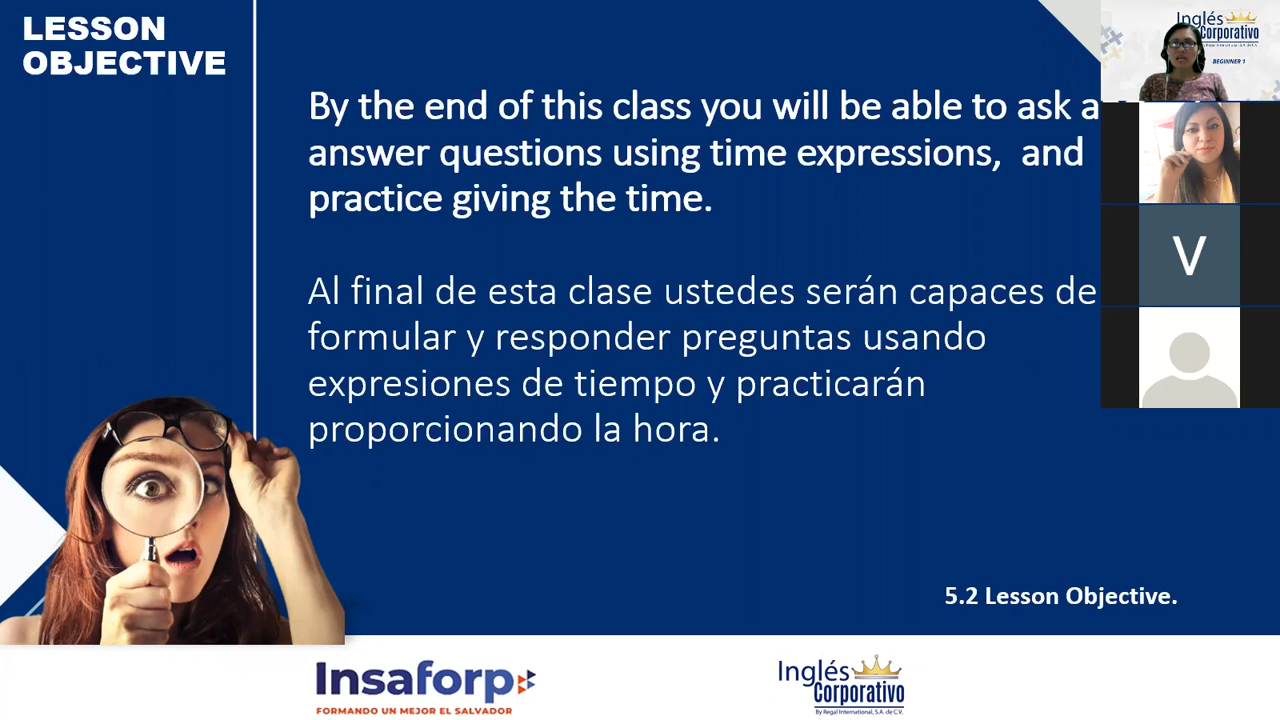 LESSON
OBJECTIVE
By the end of this class you will be able to ask a
answer questions using time expressions, and
practice giving the time.
Al final de esta clase ustedes serán capaces de
formular y responder preguntas usando
expresiones de tiempo y practicarán
proporcionando la hora.
5.2 Lesson Objective.
Insaforp
FORMANDO UN MEJOR EL SALVADOR
Inglés
Corporativo
By Regal International, S.A. de C.V.
Inglés
Corporativo
BEGINNER 1
V